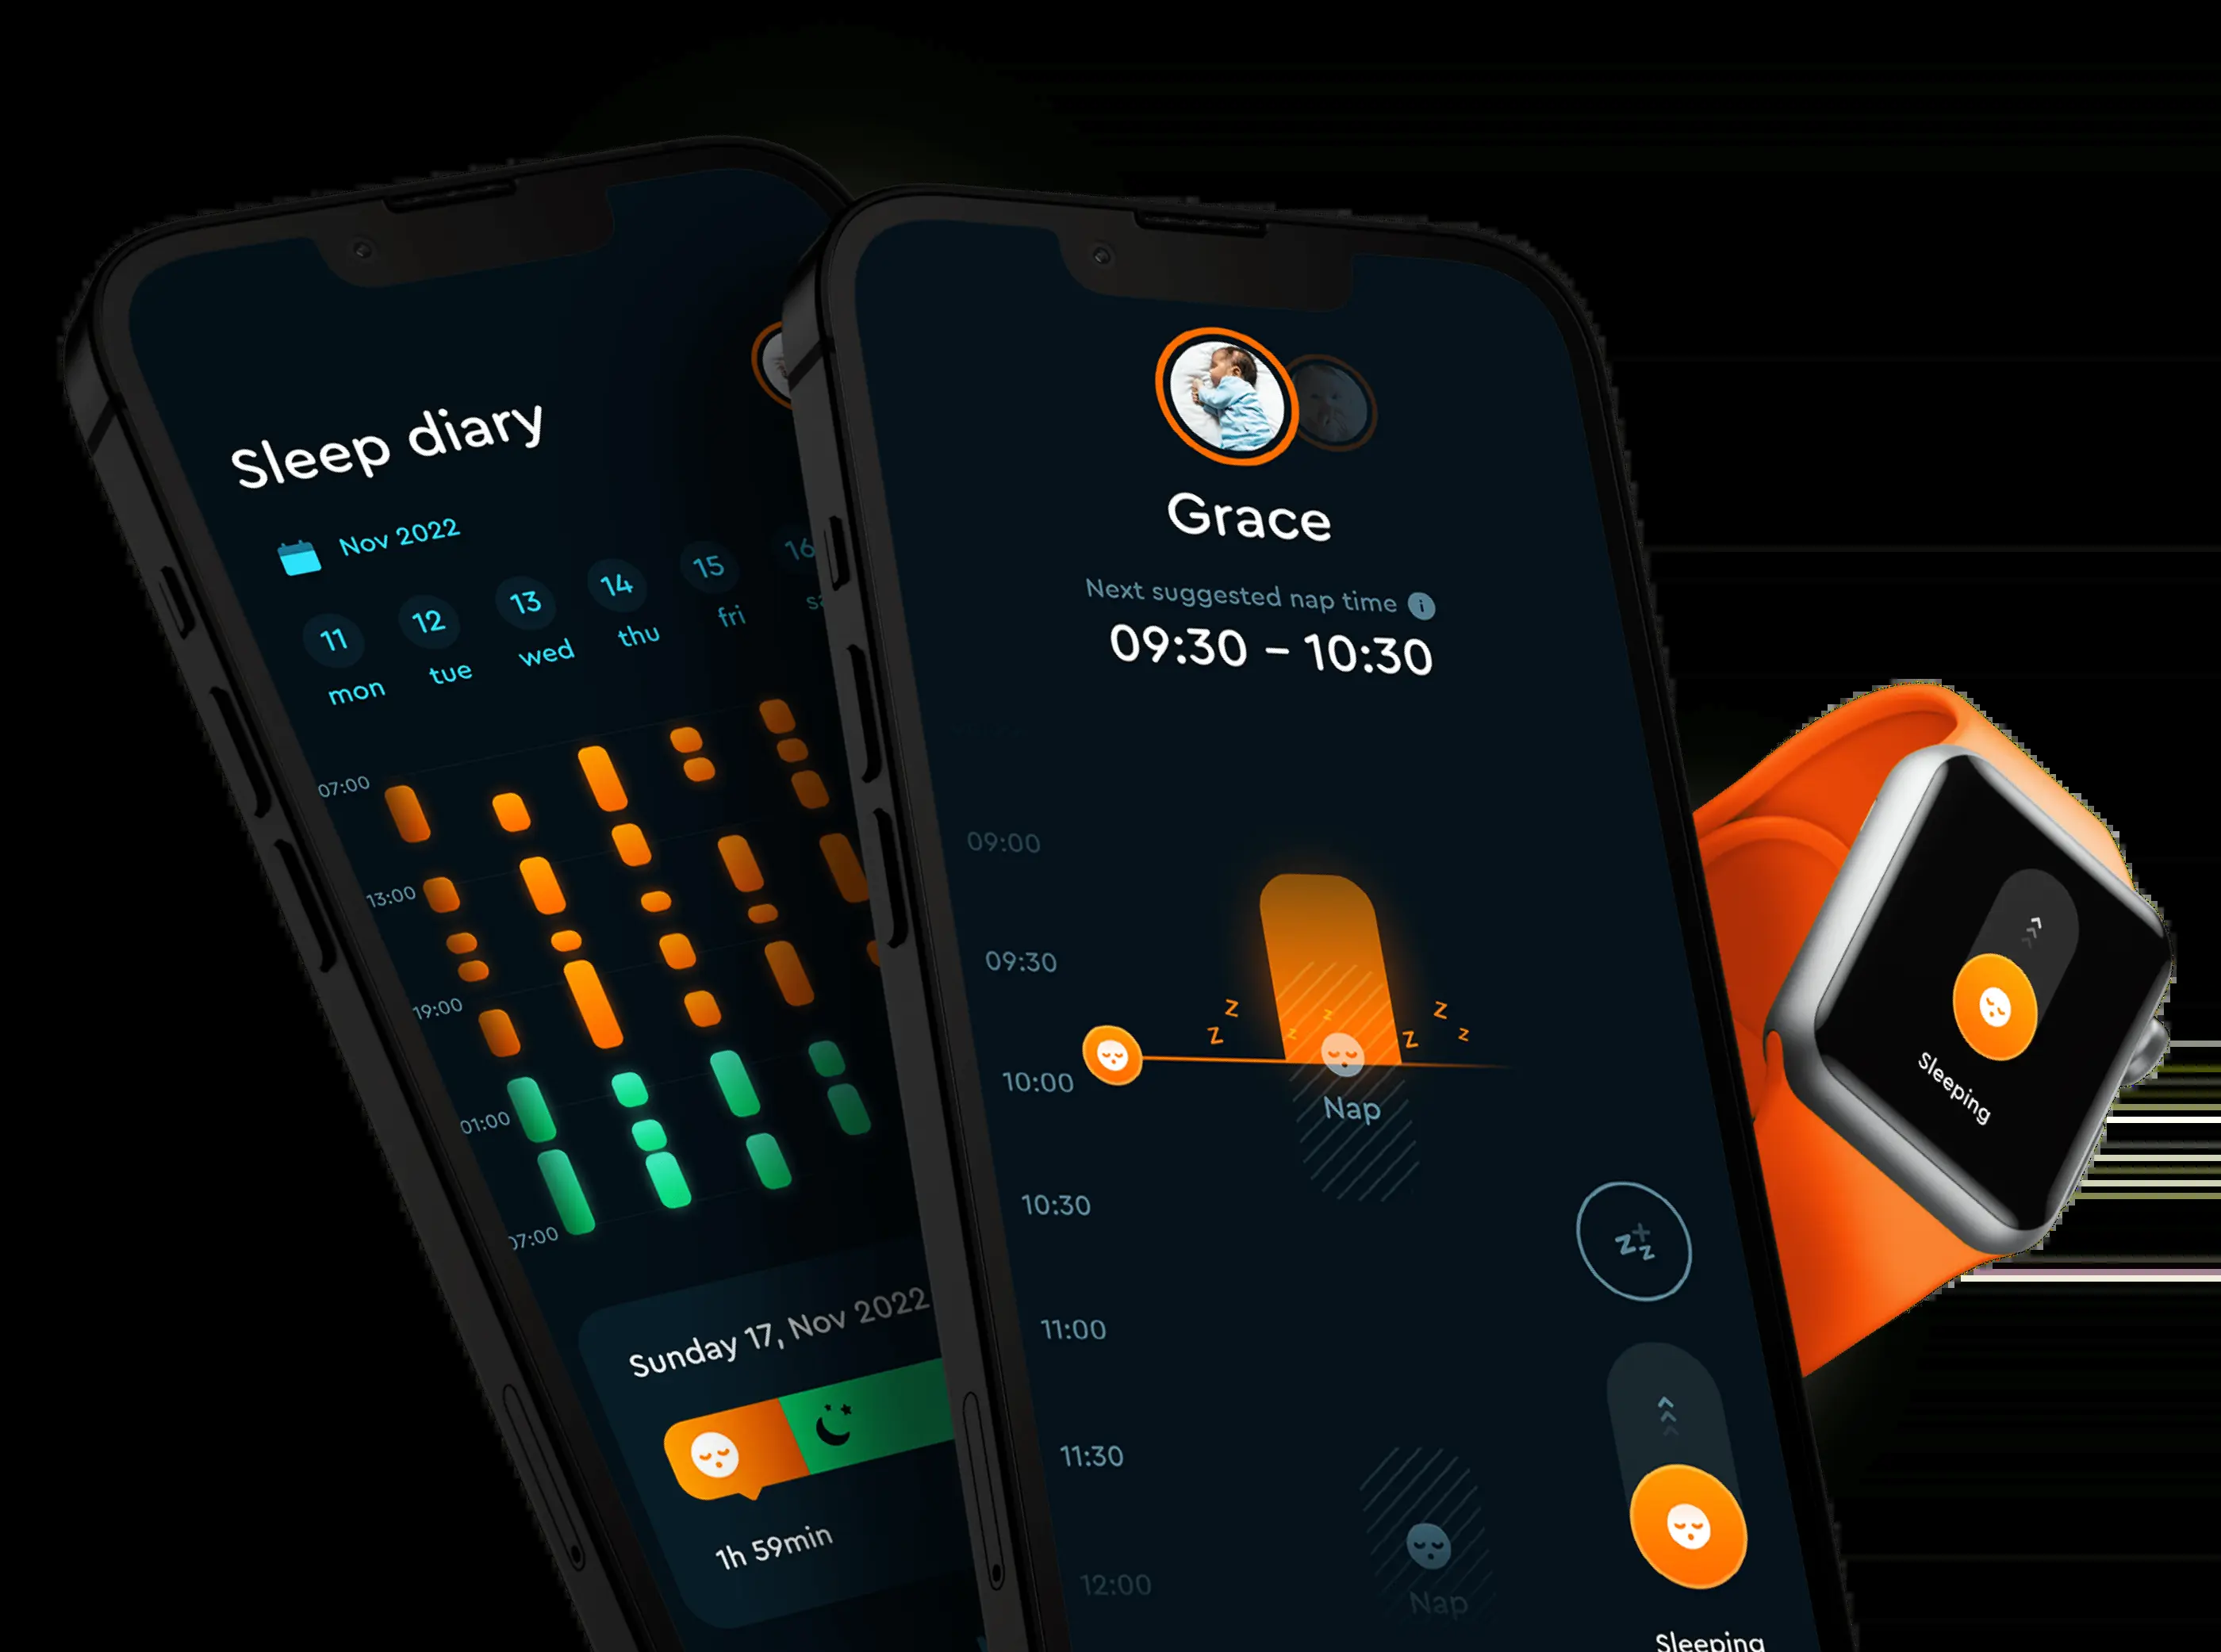 Sleep diary
Nov 2022
11 12 13 14 15 16
mon tue wed thu fri
07:00
13:00
19:00
01:00
07:00
Sunday 17, Nov 2022
1h 59min
Grace
Next suggested nap time i
09:30 – 10:30
09:00
09:30
z z z z z z z
10:00
Nap
10:30
11:00
11:30
12:00
Nap
z+z
Sleeping
Sleeping